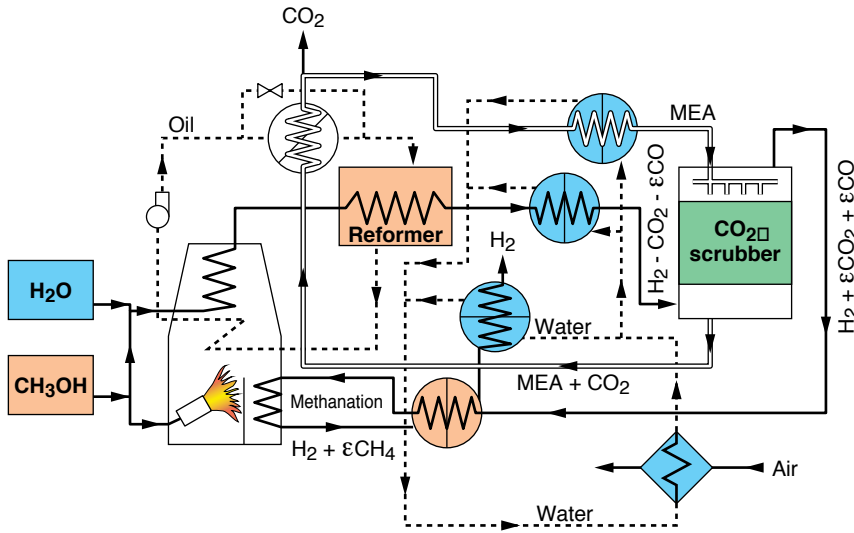 CO₂
Oil
MEA
Reformer
CO₂□
scrubber
H₂ - CO₂ - εCO
H₂ + εCO₂ + εCO
H₂
H₂O
Water
CH₃OH
MEA + CO₂
Methanation
H₂ + εCH₄
Air
Water